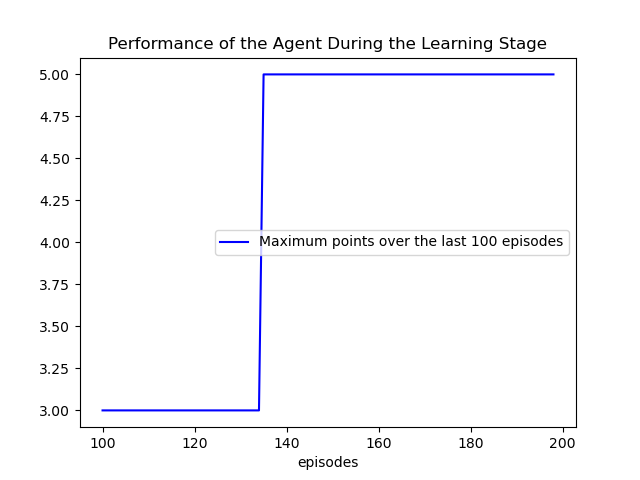 Performance of the Agent During the Learning Stage
5.00
4.75
4.50
4.25
4.00
3.75
3.50
3.25
3.00
Maximum points over the last 100 episodes
100 120 140 160 180 200
episodes